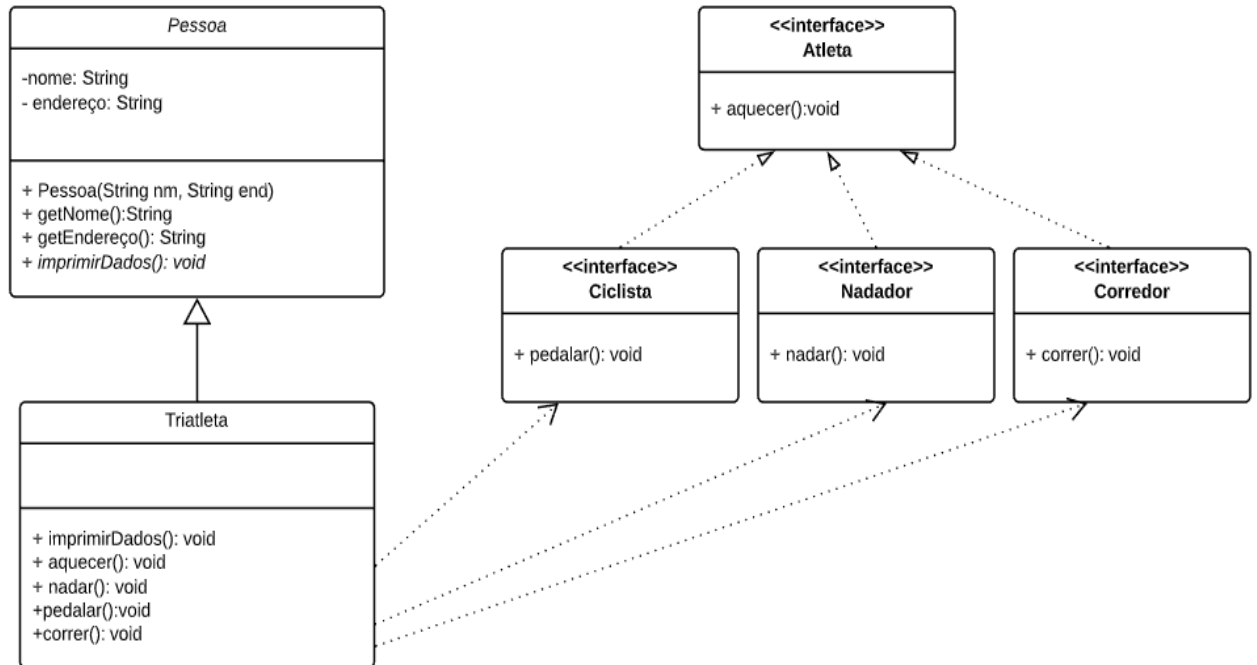 Pessoa
-nome: String
- endereço: String
+ Pessoa(String nm, String end)
+ getNome():String
+ getEndereço(): String
+ imprimirDados(): void
<<interface>>
Atleta
+ aquecer():void
<<interface>>
Ciclista
+ pedalar(): void
<<interface>>
Nadador
+ nadar(): void
<<interface>>
Corredor
+ correr(): void
Triatleta
+ imprimirDados(): void
+ aquecer(): void
+ nadar(): void
+pedalar():void
+correr(): void